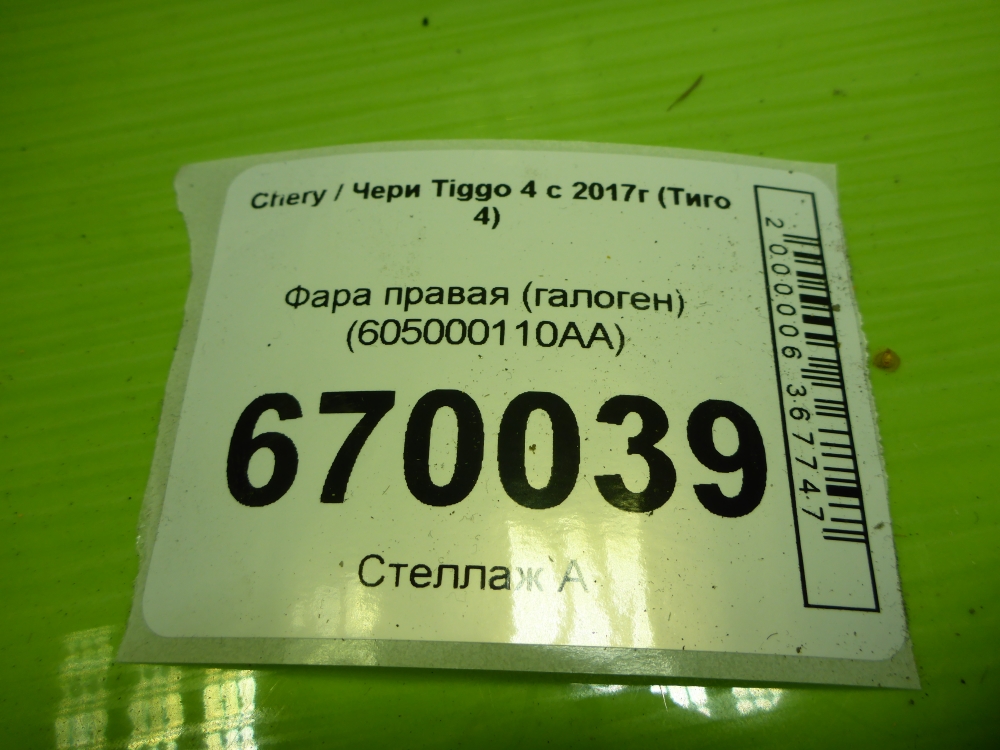 Chery / Чери Tiggo 4 с 2017г (Тиго
4)
Фара правая (галоген)
(605000110AA)
670039
Стеллаж А
2000006367747